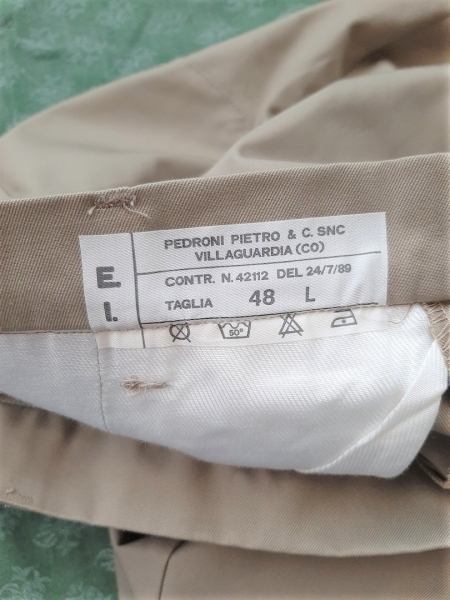 E.
I.
PEDRONI PIETRO & C. SNC
VILLAGUARDIA (CO)
CONTR. N. 42112 DEL 24/7/89
TAGLIA 48 L
50°